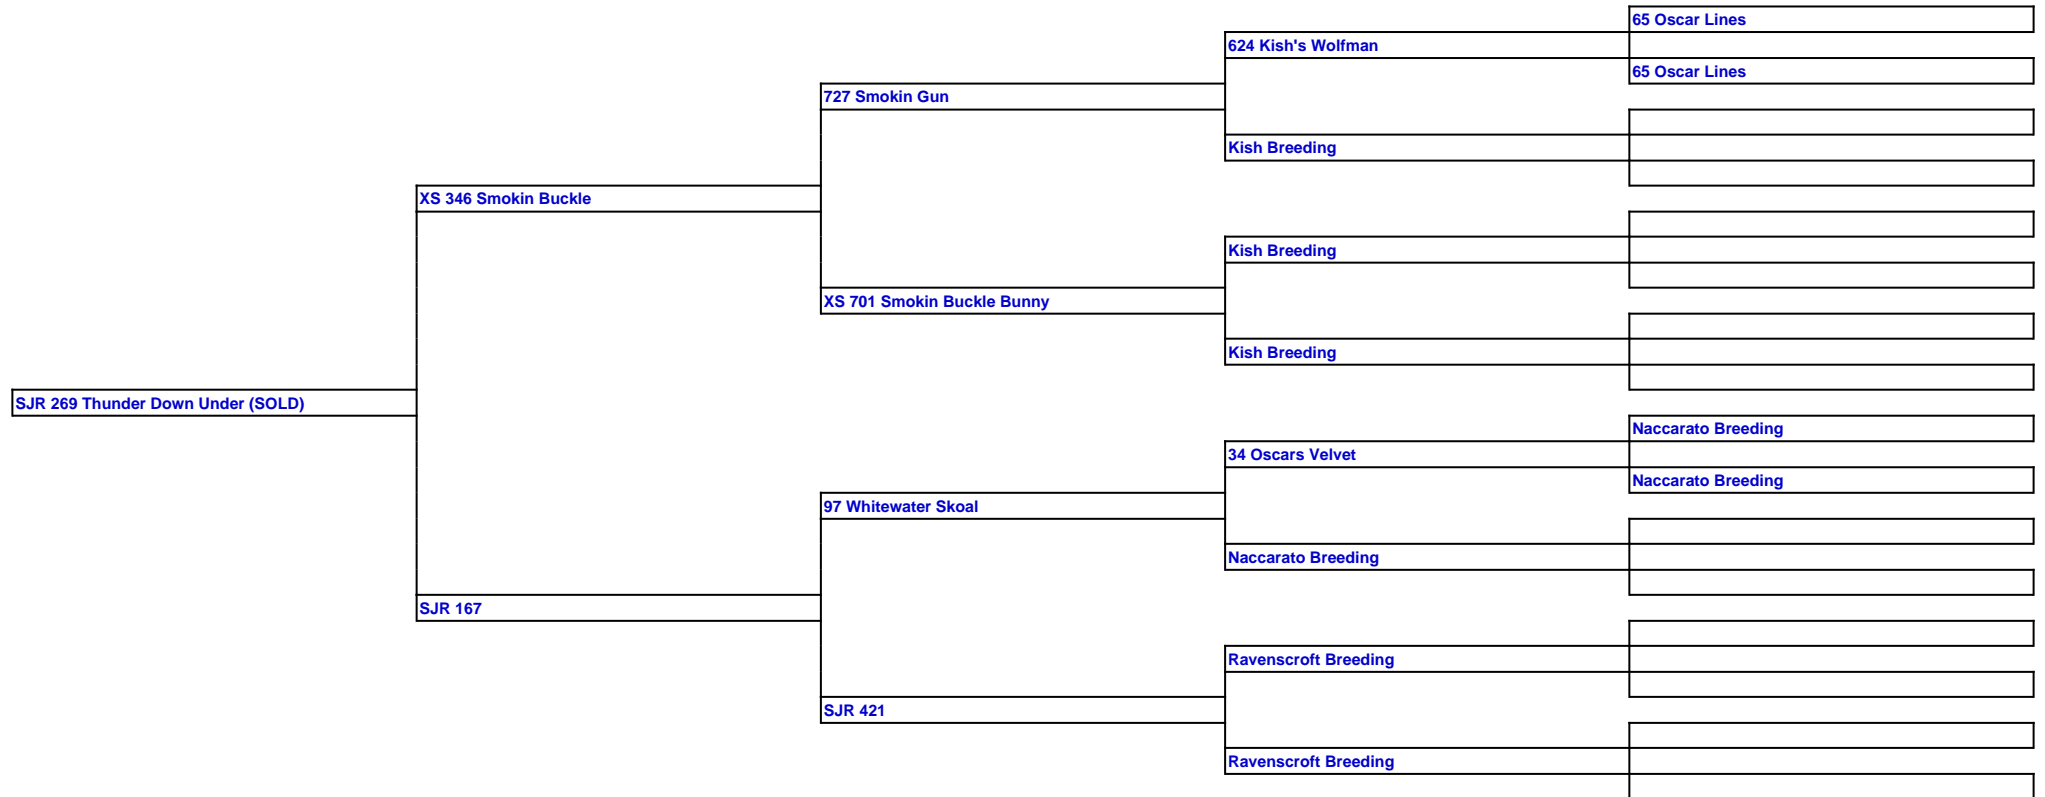 65 Oscar Lines
624 Kish's Wolfman
65 Oscar Lines
727 Smokin Gun
Kish Breeding
XS 346 Smokin Buckle
Kish Breeding
XS 701 Smokin Buckle Bunny
Kish Breeding
SJR 269 Thunder Down Under (SOLD)
Naccarato Breeding
34 Oscars Velvet
Naccarato Breeding
97 Whitewater Skoal
Naccarato Breeding
SJR 167
Ravenscroft Breeding
SJR 421
Ravenscroft Breeding